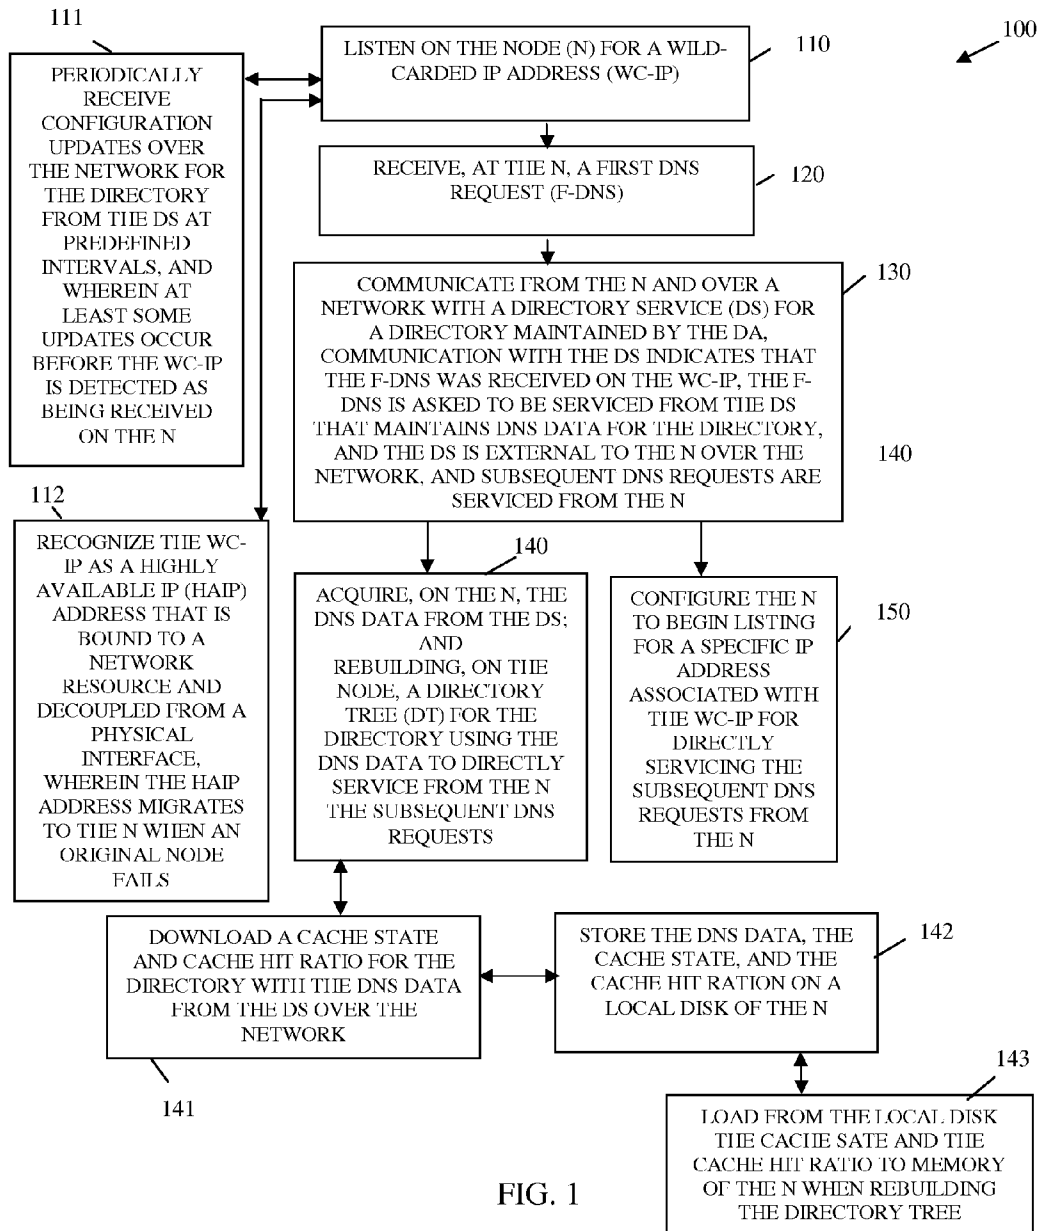 111
PERIODICALLY
RECEIVE
CONFIGURATION
UPDATES OVER
THE NETWORK FOR
THE DIRECTORY
FROM THE DS AT
PREDEFINED
INTERVALS, AND
WHEREIN AT
LEAST SOME
UPDATES OCCUR
BEFORE THE WC-IP
IS DETECTED AS
BEING RECEIVED
ON THE N
LISTEN ON THE NODE (N) FOR A WILD-
CARDED IP ADDRESS (WC-IP)
110
100
RECEIVE, AT THE N, A FIRST DNS
REQUEST (F-DNS)
120
COMMUNICATE FROM THE N AND OVER A
NETWORK WITH A DIRECTORY SERVICE (DS) FOR
A DIRECTORY MAINTAINED BY THE DA,
COMMUNICATION WITH THE DS INDICATES THAT
THE F-DNS WAS RECEIVED ON THE WC-IP, THE F-
DNS IS ASKED TO BE SERVICED FROM THE DS
THAT MAINTAINS DNS DATA FOR THE DIRECTORY,
AND THE DS IS EXTERNAL TO THE N OVER THE
NETWORK, AND SUBSEQUENT DNS REQUESTS ARE
SERVICED FROM THE N
130
140
112
RECOGNIZE THE WC-
IP AS A HIGHLY
AVAILABLE IP (HAIP)
ADDRESS THAT IS
BOUND TO A
NETWORK
RESOURCE AND
DECOUPLED FROM A
PHYSICAL
INTERFACE,
WHEREIN THE HAIP
ADDRESS MIGRATES
TO THE N WHEN AN
ORIGINAL NODE
FAILS
140
ACQUIRE, ON THE N, THE
DNS DATA FROM THE DS;
AND
REBUILDING, ON THE
NODE, A DIRECTORY
TREE (DT) FOR THE
DIRECTORY USING THE
DNS DATA TO DIRECTLY
SERVICE FROM THE N
THE SUBSEQUENT DNS
REQUESTS
CONFIGURE THE N
TO BEGIN LISTING
FOR A SPECIFIC IP
ADDRESS
ASSOCIATED WITH
THE WC-IP FOR
DIRECTLY
SERVICING THE
SUBSEQUENT DNS
REQUESTS FROM
THE N
150
DOWNLOAD A CACHE STATE
AND CACHE HIT RATIO FOR THE
DIRECTORY WITH THE DNS DATA
FROM THE DS OVER THE
NETWORK
141
STORE THE DNS DATA, THE
CACHE STATE, AND THE
CACHE HIT RATION ON A
LOCAL DISK OF THE N
142
143
LOAD FROM THE LOCAL DISK
THE CACHE SATE AND THE
CACHE HIT RATIO TO MEMORY
OF THE N WHEN REBUILDING
THE DIRECTORY TREE
FIG. 1